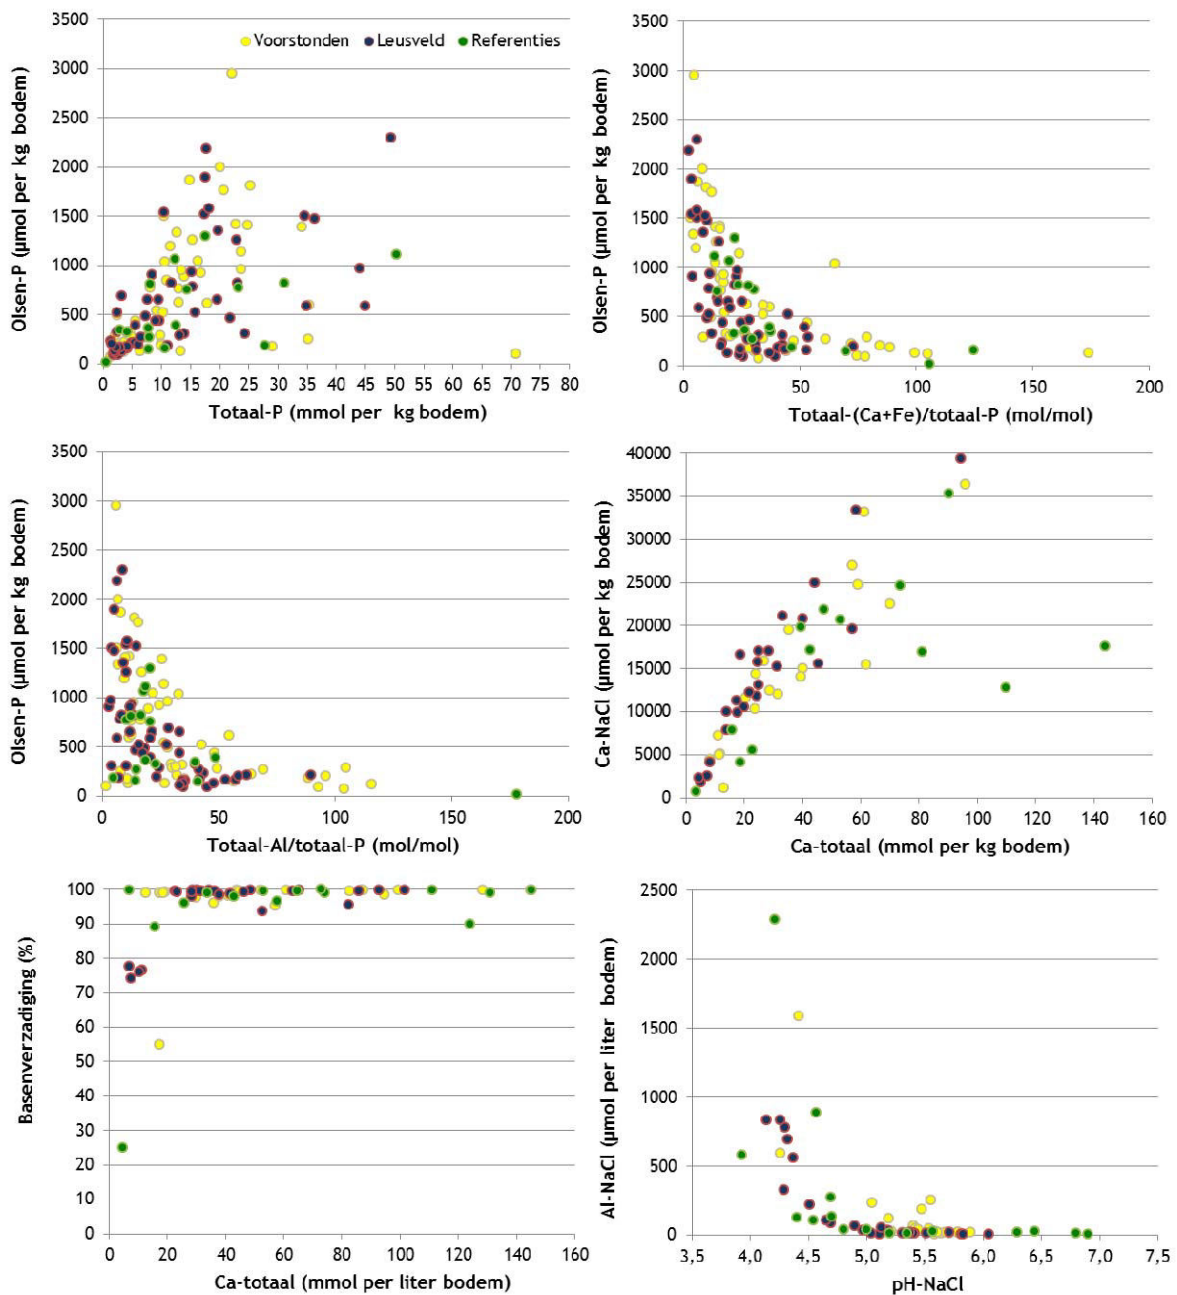 3500
3000
2500
2000
1500
1000
500
0
Olsen-P (µmol per kg bodem)
Voorstonden Leusveld Referenties
0 5 10 15 20 25 30 35 40 45 50 55 60 65 70 75 80
Totaal-P (mmol per kg bodem)
3500
3000
2500
2000
1500
1000
500
0
Olsen-P (µmol per kg bodem)
0 50 100 150 200
Totaal-(Ca+Fe)/totaal-P (mol/mol)
3500
3000
2500
2000
1500
1000
500
0
Olsen-P (µmol per kg bodem)
0 50 100 150 200
Totaal-Al/totaal-P (mol/mol)
40000
35000
30000
25000
20000
15000
10000
5000
0
Ca-NaCl (µmol per kg bodem)
0 20 40 60 80 100 120 140 160
Ca-totaal (mmol per kg bodem)
100
90
80
70
60
50
40
30
20
10
0
Basenverzadiging (%)
0 20 40 60 80 100 120 140 160
Ca-totaal (mmol per liter bodem)
2500
2000
1500
1000
500
0
Al-NaCl (µmol per liter bodem)
3,5 4,0 4,5 5,0 5,5 6,0 6,5 7,0 7,5
pH-NaCl